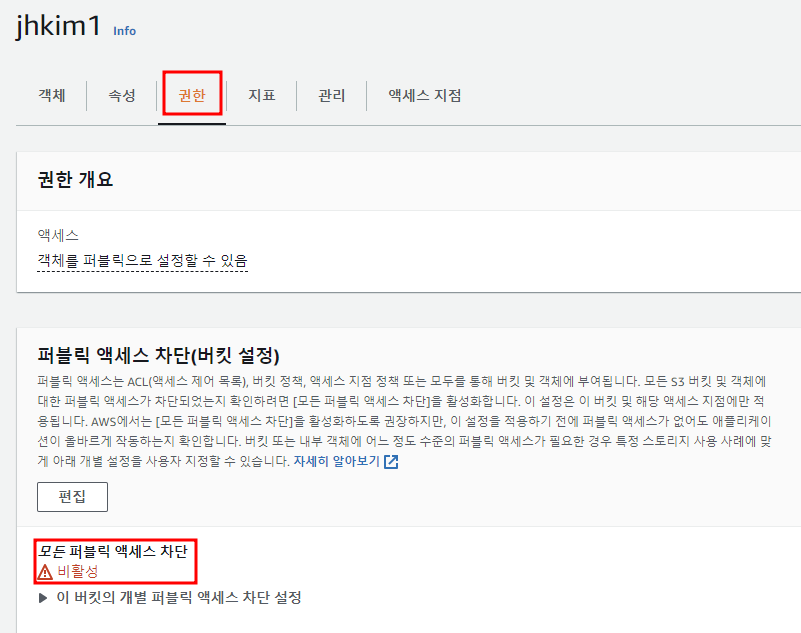 jhkim1 Info
객체 속성 권한 지표 관리 액세스 지점
권한 개요
액세스
객체를 퍼블릭으로 설정할 수 있음
퍼블릭 액세스 차단(버킷 설정)
퍼블릭 액세스는 ACL(액세스 제어 목록), 버킷 정책, 액세스 지점 정책 또는 모두를 통해 버킷 및 객체에 부여됩니다. 모든 S3 버킷 및 객체에
대한 퍼블릭 액세스가 차단되었는지 확인하려면 [모든 퍼블릭 액세스 차단]을 활성화합니다. 이 설정은 이 버킷 및 해당 액세스 지점에만 적
용됩니다. AWS에서는 [모든 퍼블릭 액세스 차단]을 활성화하도록 권장하지만, 이 설정을 적용하기 전에 퍼블릭 액세스가 없어도 애플리케이
션이 올바르게 작동하는지 확인합니다. 버킷 또는 내부 객체에 어느 정도 수준의 퍼블릭 액세스가 필요한 경우 특정 스토리지 사용 사례에 맞
게 아래 개별 설정을 사용자 지정할 수 있습니다. 자세히 알아보기
편집
모든 퍼블릭 액세스 차단
비활성
이 버킷의 개별 퍼블릭 액세스 차단 설정